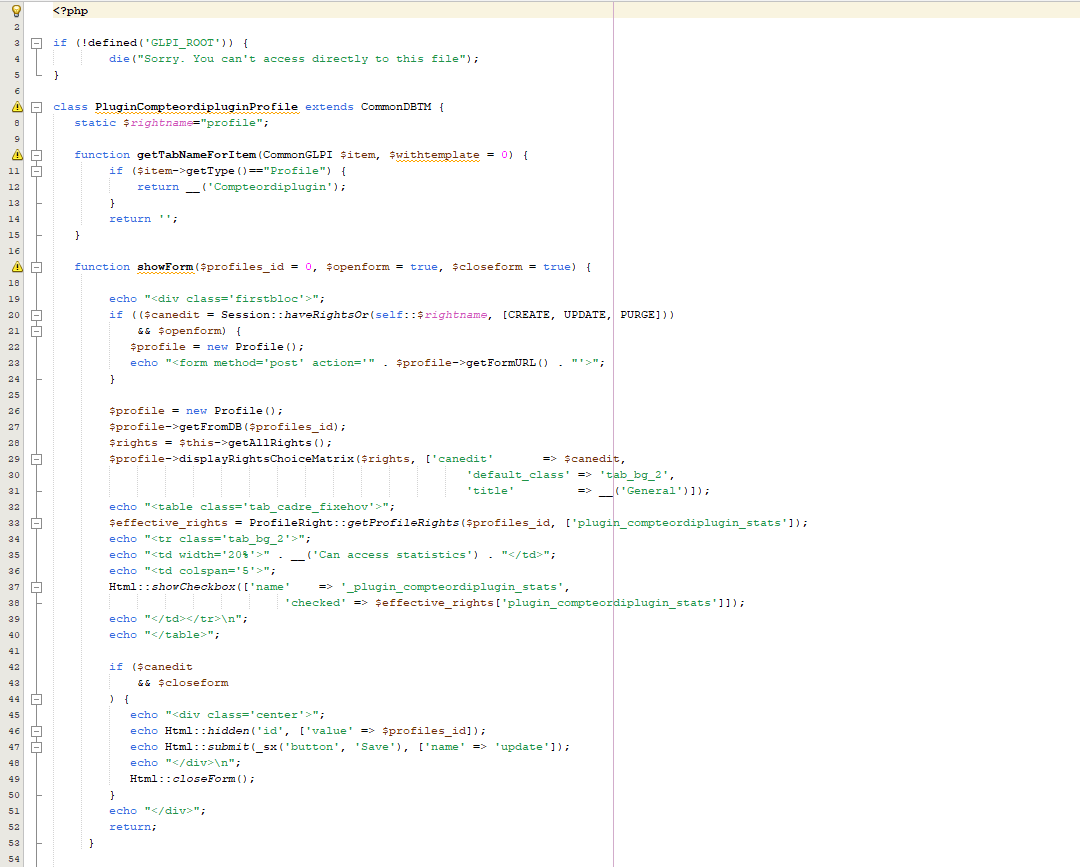 <?php
2
3 if (!defined('GLPI_ROOT')) {
4 die("Sorry. You can't access directly to this file");
5 }
6
class PluginCompteordipluginProfile extends CommonDBTM {
8 static $rightname="profile";
9
function getTabNameForItem(CommonGLPI $item, $withtemplate = 0) {
11 if ($item->getType()=="Profile") {
12 return __('Compteordiplugin');
13 }
14 return '';
15 }
16
function showForm($profiles_id = 0, $openform = true, $closeform = true) {
18
19 echo "<div class='firstbloc'>";
20 if (($canedit = Session::haveRightsOr(self::$rightname, [CREATE, UPDATE, PURGE]))
21 && $openform) {
22 $profile = new Profile();
23 echo "<form method='post' action='" . $profile->getFormURL() . "'>";
24 }
25
26 $profile = new Profile();
27 $profile->getFromDB($profiles_id);
28 $rights = $this->getAllRights();
29 $profile->displayRightsChoiceMatrix($rights, ['canedit' => $canedit,
30 'default_class' => 'tab_bg_2',
31 'title' => __('General')]);
32 echo "<table class='tab_cadre_fixehov'>";
33 $effective_rights = ProfileRight::getProfileRights($profiles_id, ['plugin_compteordiplugin_stats']);
34 echo "<tr class='tab_bg_2'>";
35 echo "<td width='20%'>" . __('Can access statistics') . "</td>";
36 echo "<td colspan='5'>";
37 Html::showCheckbox(['name' => '_plugin_compteordiplugin_stats',
38 'checked' => $effective_rights['plugin_compteordiplugin_stats']]);
39 echo "</td></tr>\n";
40 echo "</table>";
41
42 if ($canedit
43 && $closeform
44 ) {
45 echo "<div class='center'>";
46 echo Html::hidden('id', ['value' => $profiles_id]);
47 echo Html::submit(_sx('button', 'Save'), ['name' => 'update']);
48 echo "</div>\n";
49 Html::closeForm();
50 }
51 echo "</div>";
52 return;
53 }
54